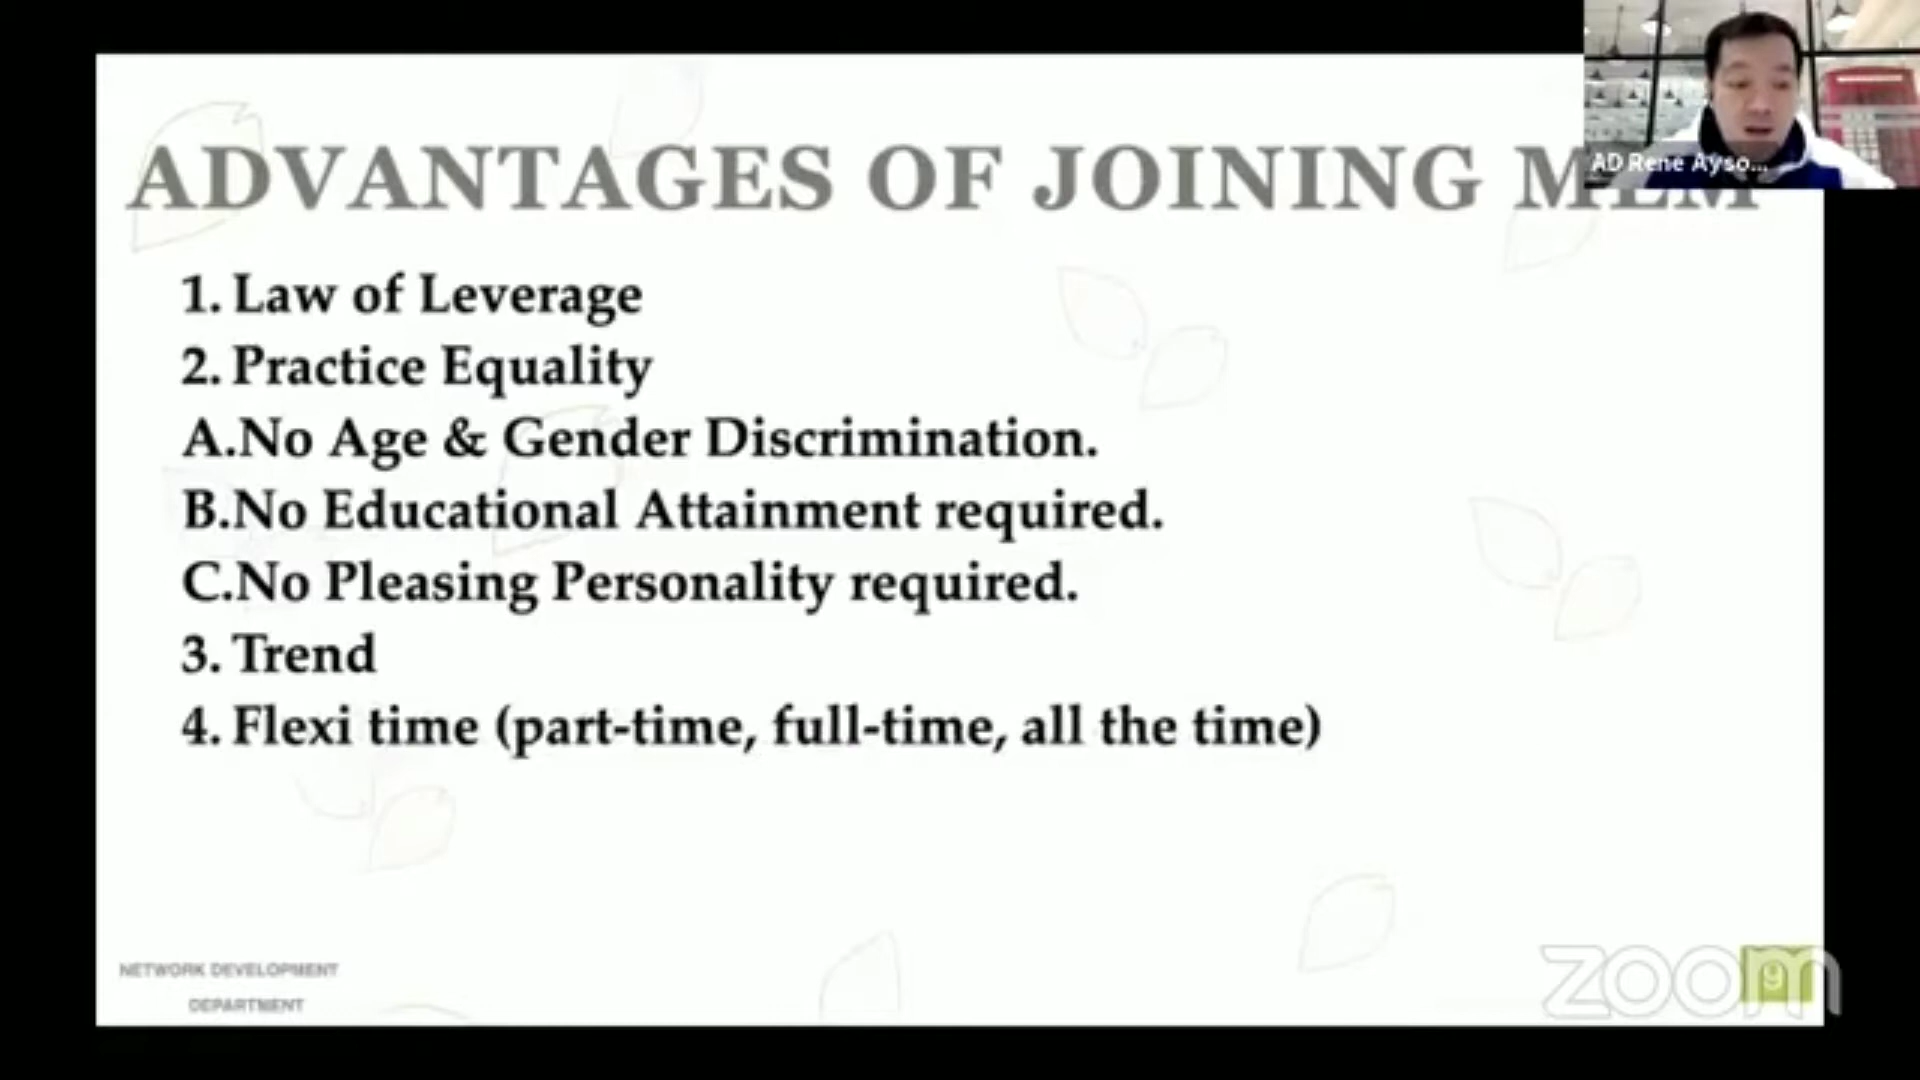 ADVANTAGES OF JOINING MLM
AD Rene Ayso...
1. Law of Leverage
2. Practice Equality
A.No Age & Gender Discrimination.
B.No Educational Attainment required.
C.No Pleasing Personality required.
3. Trend
4. Flexi time (part-time, full-time, all the time)
NETWORK DEVELOPMENT
DEPARTMENT
9
zoom